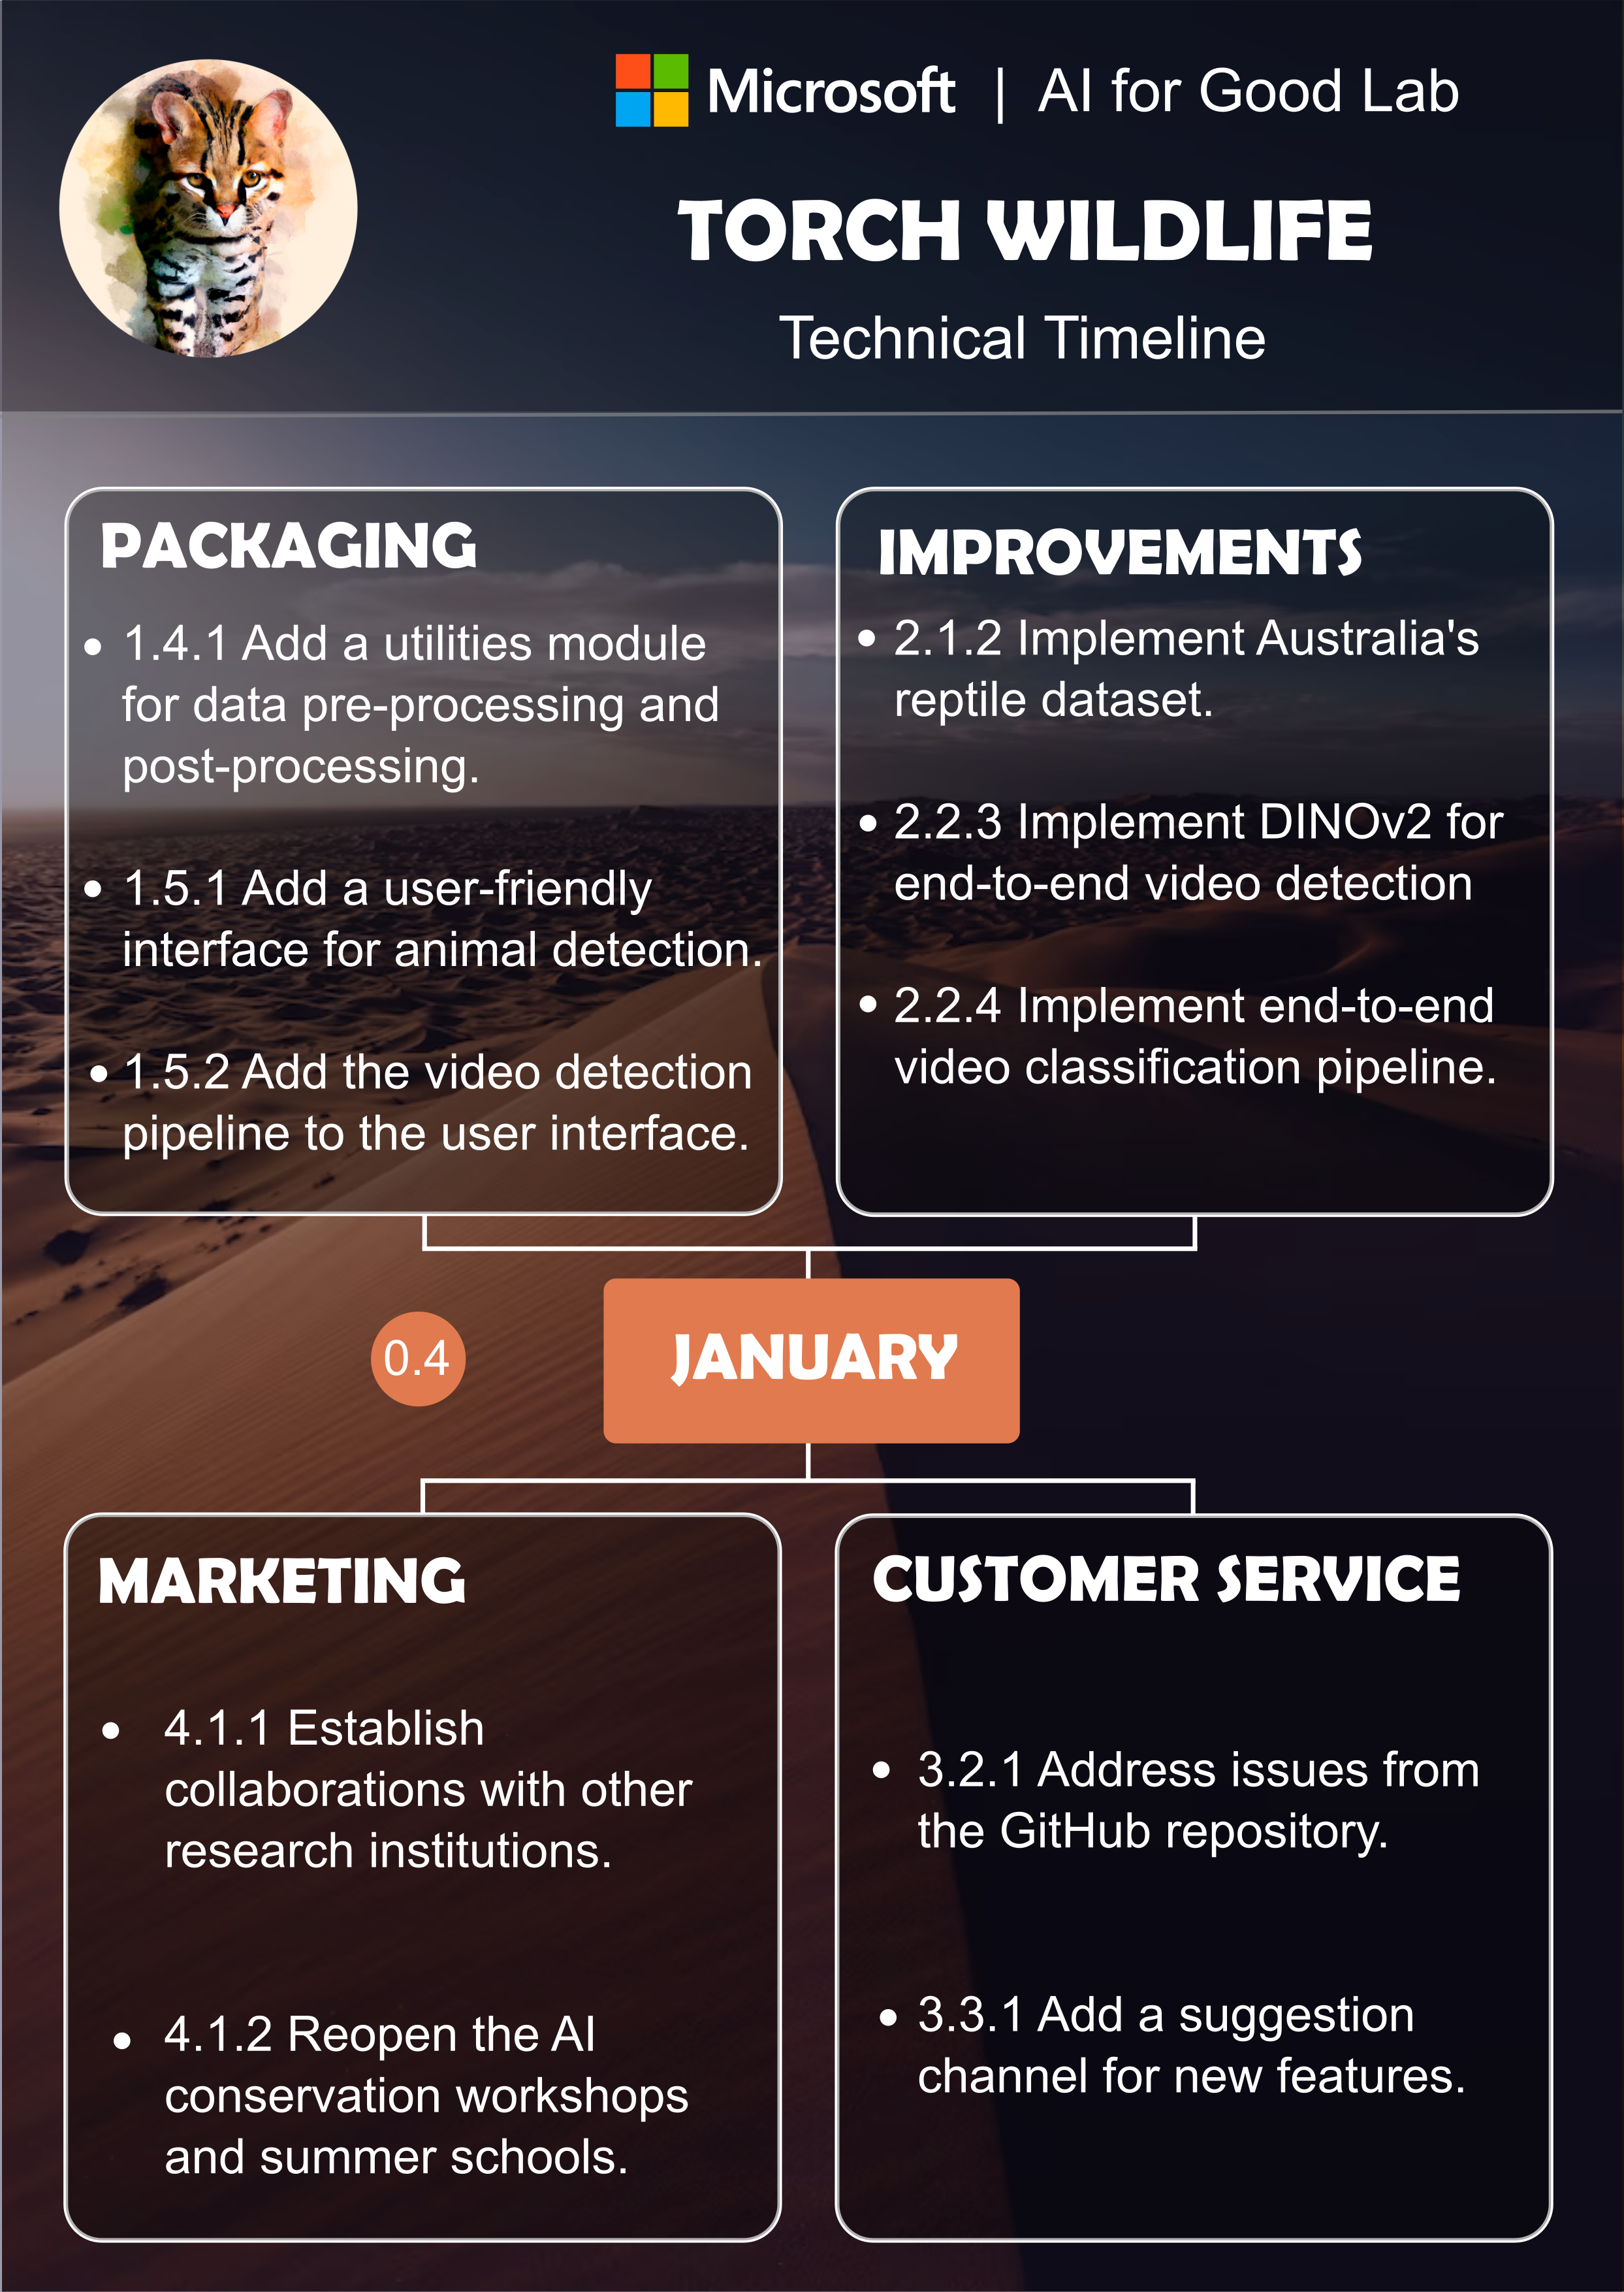 Microsoft | AI for Good Lab
TORCH WILDLIFE
Technical Timeline
PACKAGING
• 1.4.1 Add a utilities module
for data pre-processing and
post-processing.
• 1.5.1 Add a user-friendly
interface for animal detection.
• 1.5.2 Add the video detection
pipeline to the user interface.
IMPROVEMENTS
• 2.1.2 Implement Australia's
reptile dataset.
• 2.2.3 Implement DINOv2 for
end-to-end video detection
• 2.2.4 Implement end-to-end
video classification pipeline.
0.4
JANUARY
MARKETING
• 4.1.1 Establish
collaborations with other
research institutions.
• 4.1.2 Reopen the AI
conservation workshops
and summer schools.
CUSTOMER SERVICE
• 3.2.1 Address issues from
the GitHub repository.
• 3.3.1 Add a suggestion
channel for new features.